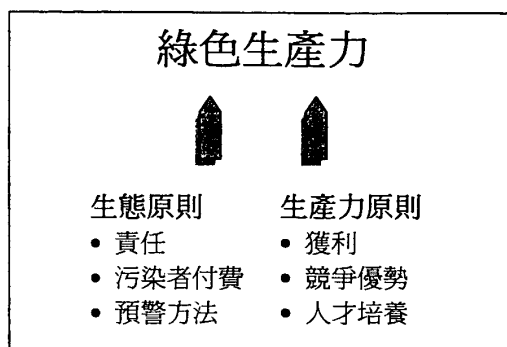 綠色生產力
生態原則
• 責任
• 污染者付費
• 預警方法
生產力原則
• 獲利
• 競爭優勢
• 人才培養